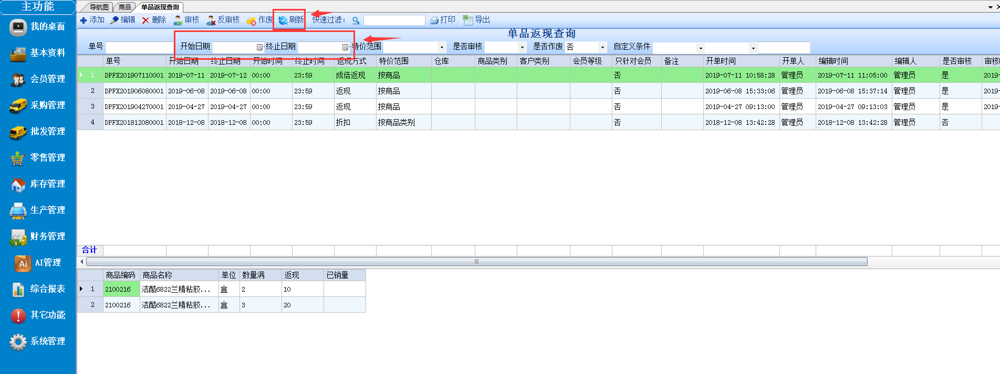 主功能
我的桌面
基本资料
会员管理
采购管理
批发管理
零售管理
库存管理
生产管理
财务管理
Ai AI管理
综合报表
其它功能
系统管理
导航图 商品 单品返现查询
添加 编辑 删除 审核 反审核 作废 刷新 快速过滤： 打印 导出
单品返现查询
单号 开始日期 终止日期 特价范围 是否审核 是否作废 否 自定义条件
单号 开始日期 终止日期 开始时间 终止时间 返现方式 特价范围 仓库 商品类别 客户类别 会员等级 只针对会员 备注 开单时间 开单人 编辑时间 编辑人 是否审核 审核
1 DPFX201907110001 2019-07-11 2019-07-12 00:00 23:59 成倍返现 按商品 否 2019-07-11 10:58:28 管理员 2019-07-11 11:05:00 管理员 是 2019-
2 DPFX201906080001 2019-06-08 2019-06-08 00:00 23:59 返现 按商品 否 2019-06-08 15:33:06 管理员 2019-06-08 15:37:14 管理员 是 2019-
3 DPFX201904270001 2019-04-27 2019-04-27 00:00 23:59 返现 按商品 否 2019-04-27 09:13:00 管理员 2019-04-27 09:13:03 管理员 是 2019-
4 DPFX201812080001 2018-12-08 2018-12-08 00:00 23:59 折扣 按商品类别 否 2018-12-08 13:42:28 管理员 2018-12-08 13:42:28 管理员 否
合计
商品编码 商品名称 单位 数量满 返现 已销量
1 2100216 洁酷6822兰精粘胶... 盒 2 10
2 2100216 洁酷6822兰精粘胶... 盒 3 20